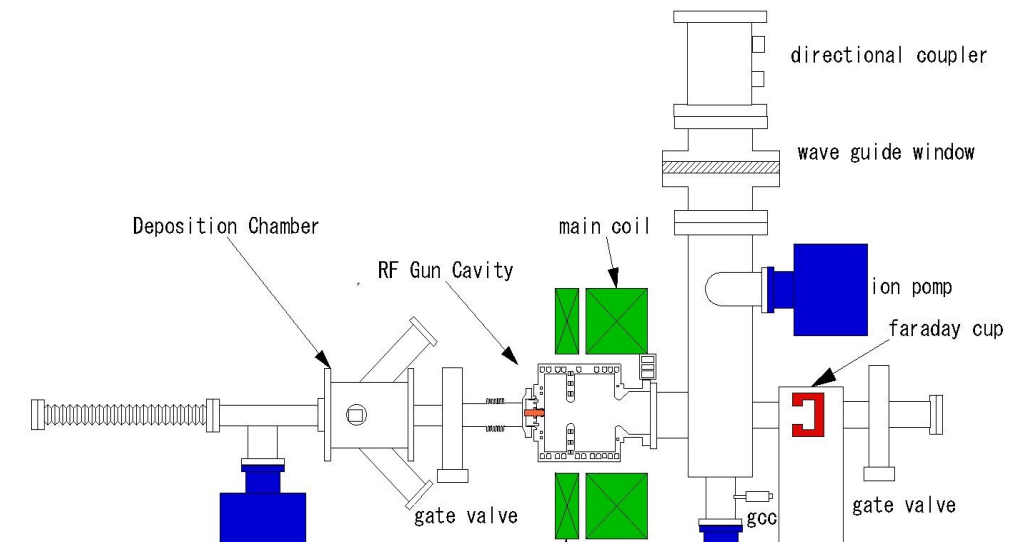 directional coupler
wave guide window
Deposition Chamber
main coil
RF Gun Cavity
ion pomp
faraday cup
gate valve
gcc
gate valve